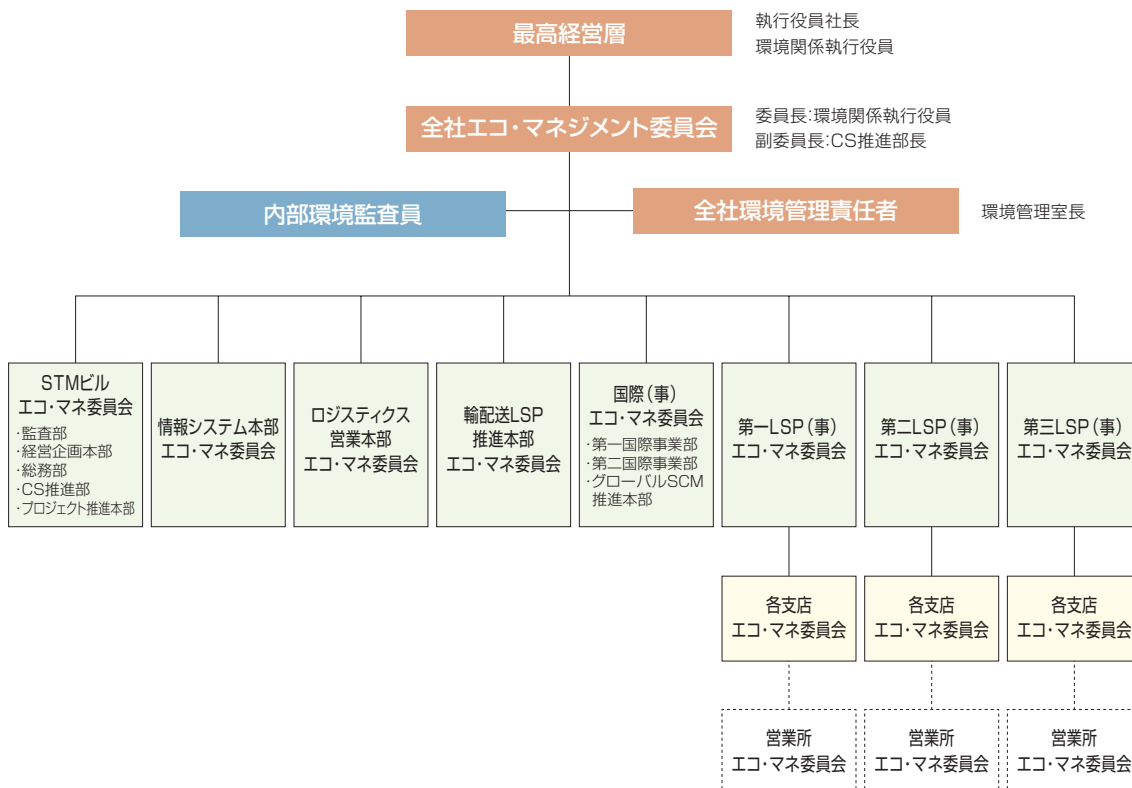 最高経営層
執行役員社長
環境関係執行役員
全社エコ・マネジメント委員会
委員長:環境関係執行役員
副委員長:CS推進部長
内部環境監査員
全社環境管理責任者
環境管理室長
STMビル
エコ・マネ委員会
・監査部
・経営企画本部
・総務部
・CS推進部
・プロジェクト推進本部
情報システム本部
エコ・マネ委員会
ロジスティクス
営業本部
エコ・マネ委員会
輸配送LSP
推進本部
エコ・マネ委員会
国際(事)
エコ・マネ委員会
・第一国際事業部
・第二国際事業部
・グローバルSCM
推進本部
第一LSP(事)
エコ・マネ委員会
第二LSP(事)
エコ・マネ委員会
第三LSP(事)
エコ・マネ委員会
各支店
エコ・マネ委員会
各支店
エコ・マネ委員会
各支店
エコ・マネ委員会
営業所
エコ・マネ委員会
営業所
エコ・マネ委員会
営業所
エコ・マネ委員会